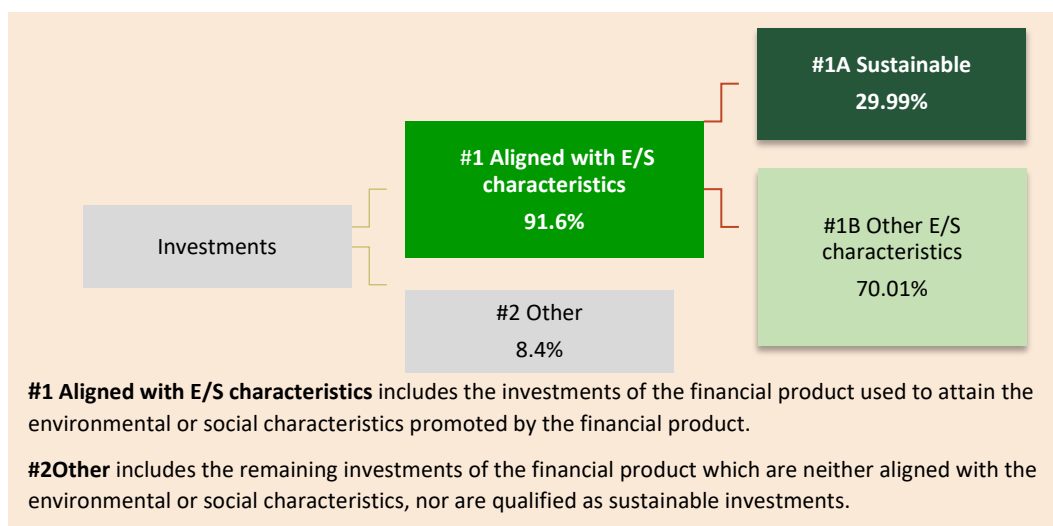 #1A Sustainable
29.99%
#1 Aligned with E/S
characteristics
91.6%
#1B Other E/S
characteristics
70.01%
Investments
#2 Other
8.4%
#1 Aligned with E/S characteristics includes the investments of the financial product used to attain the
environmental or social characteristics promoted by the financial product.
#2Other includes the remaining investments of the financial product which are neither aligned with the
environmental or social characteristics, nor are qualified as sustainable investments.